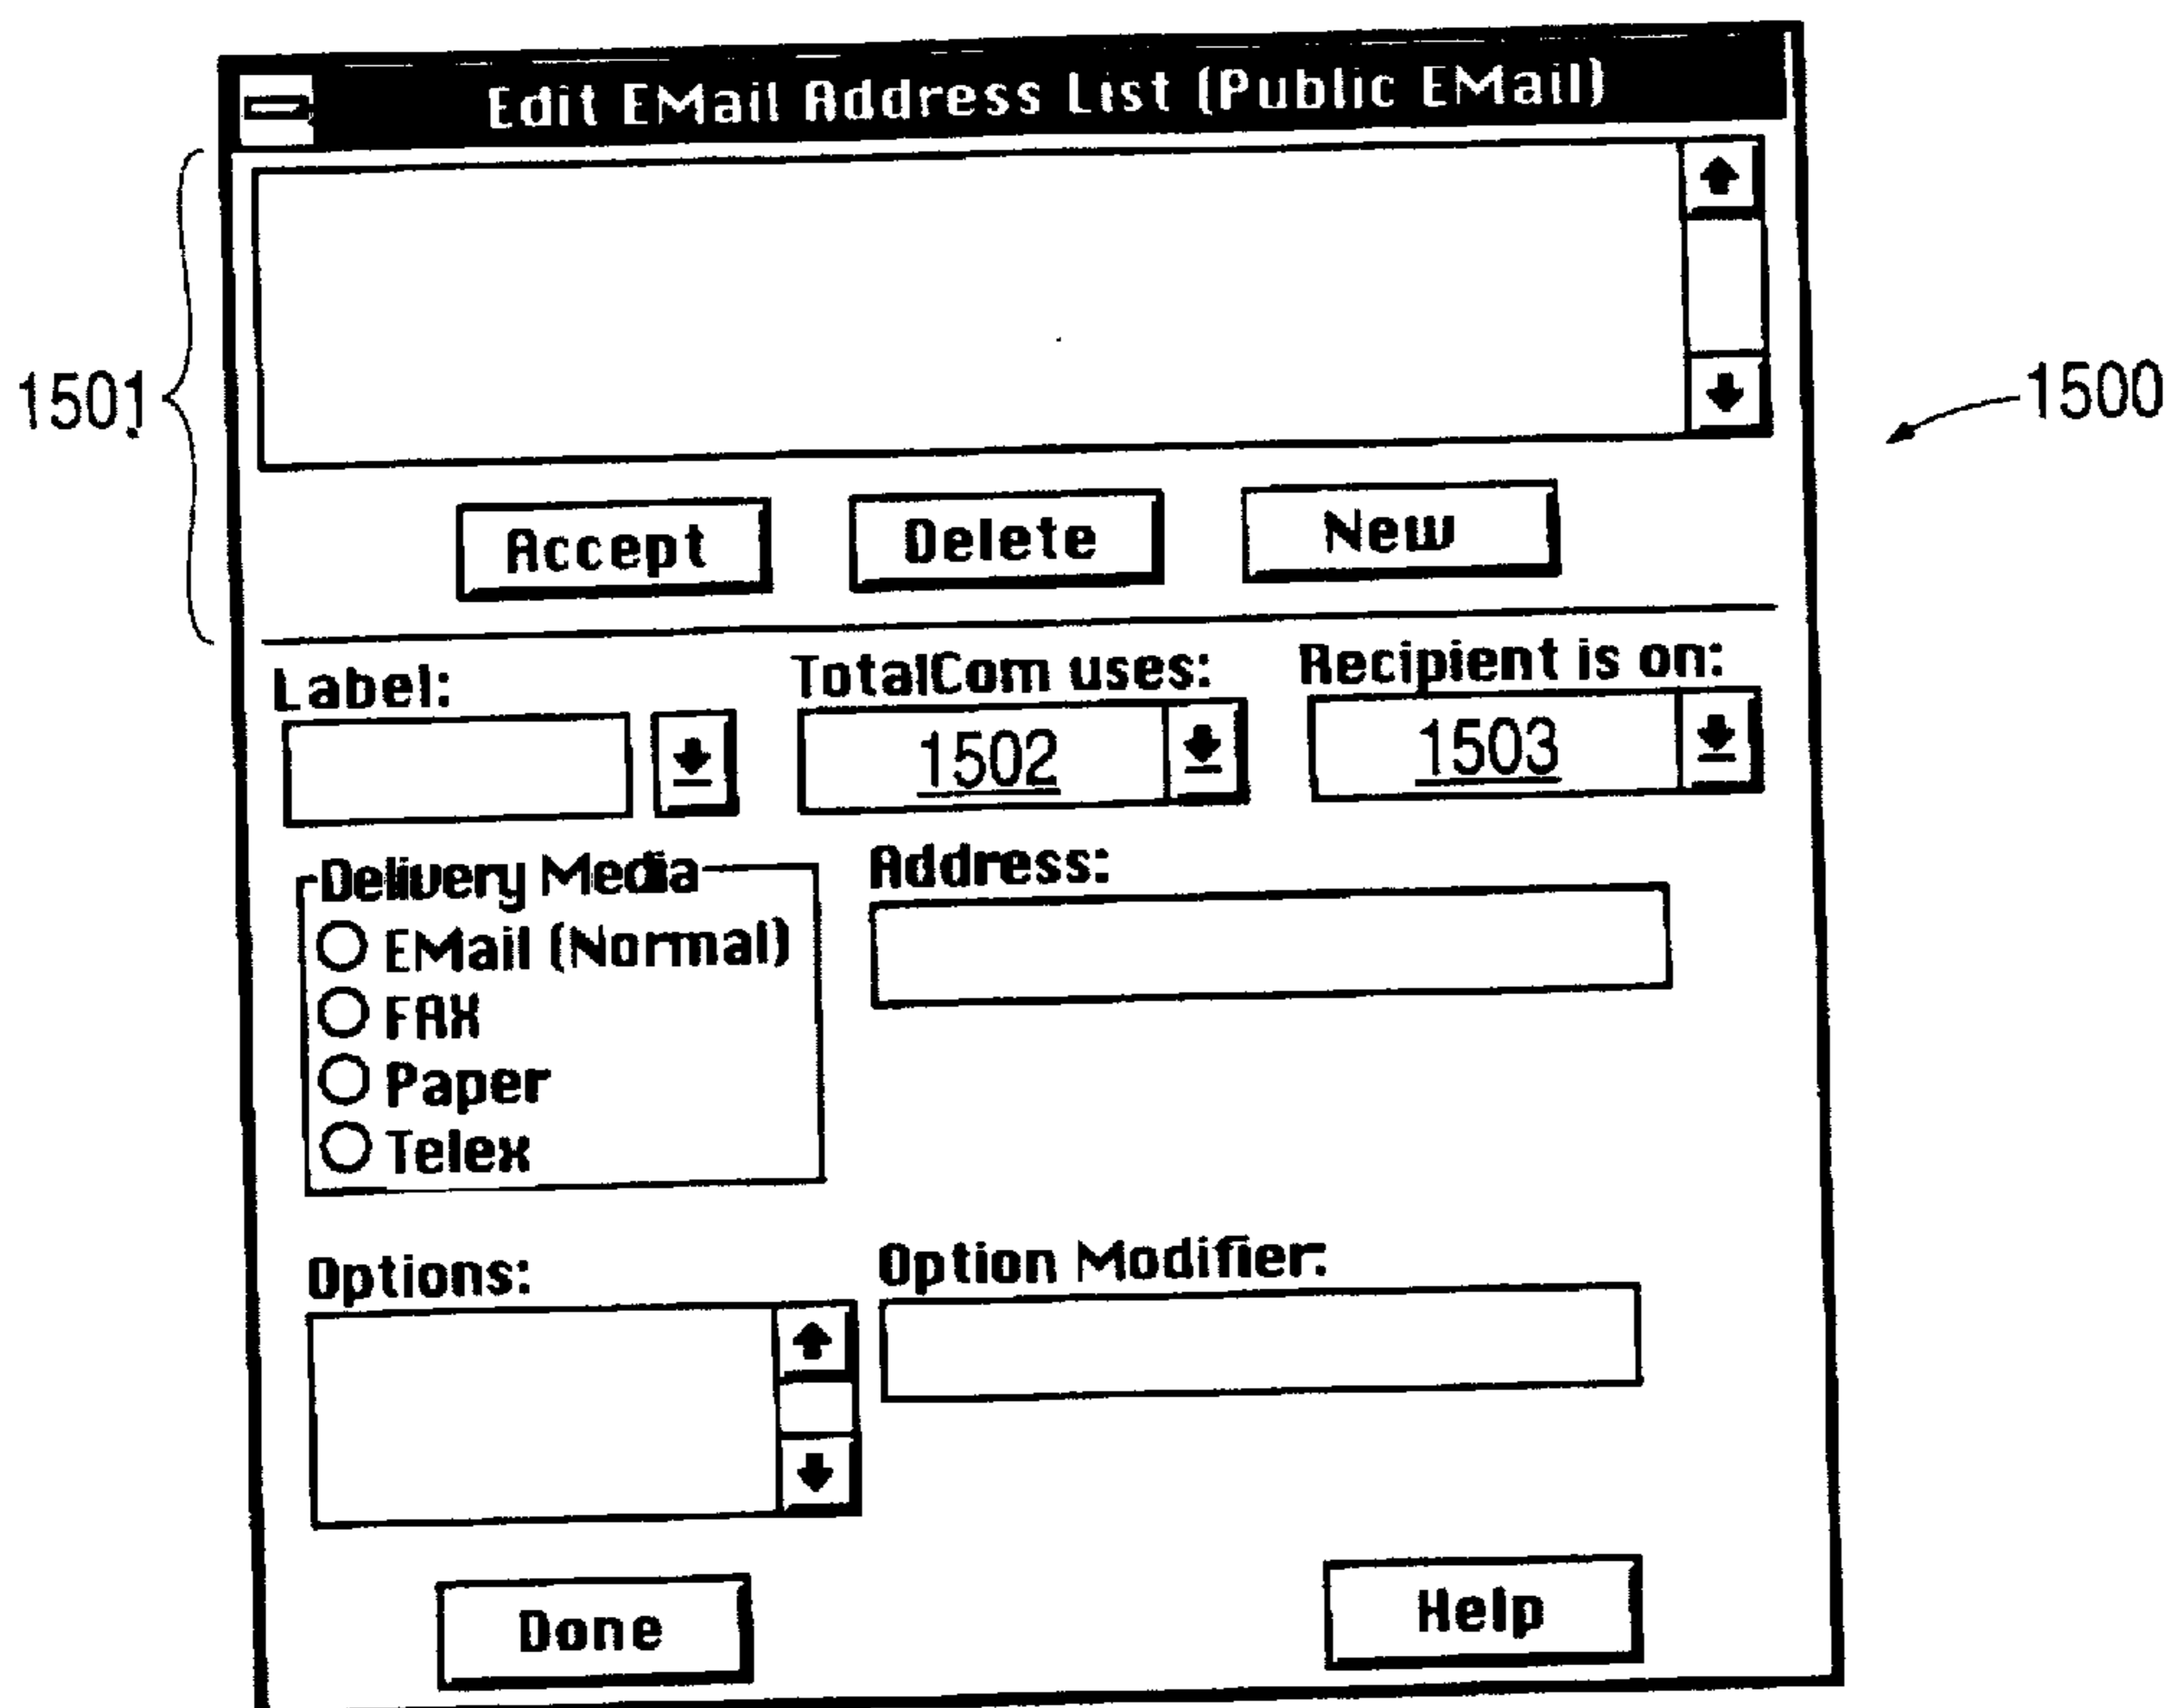 Edit EMail Address List (Public EMail)
1501
1500
Accept Delete New
Label: TotalCom uses: Recipient is on:
1502 1503
Delivery Media Address:
EMail (Normal)
FAX
Paper
Telex
Options: Option Modifier:
Done Help